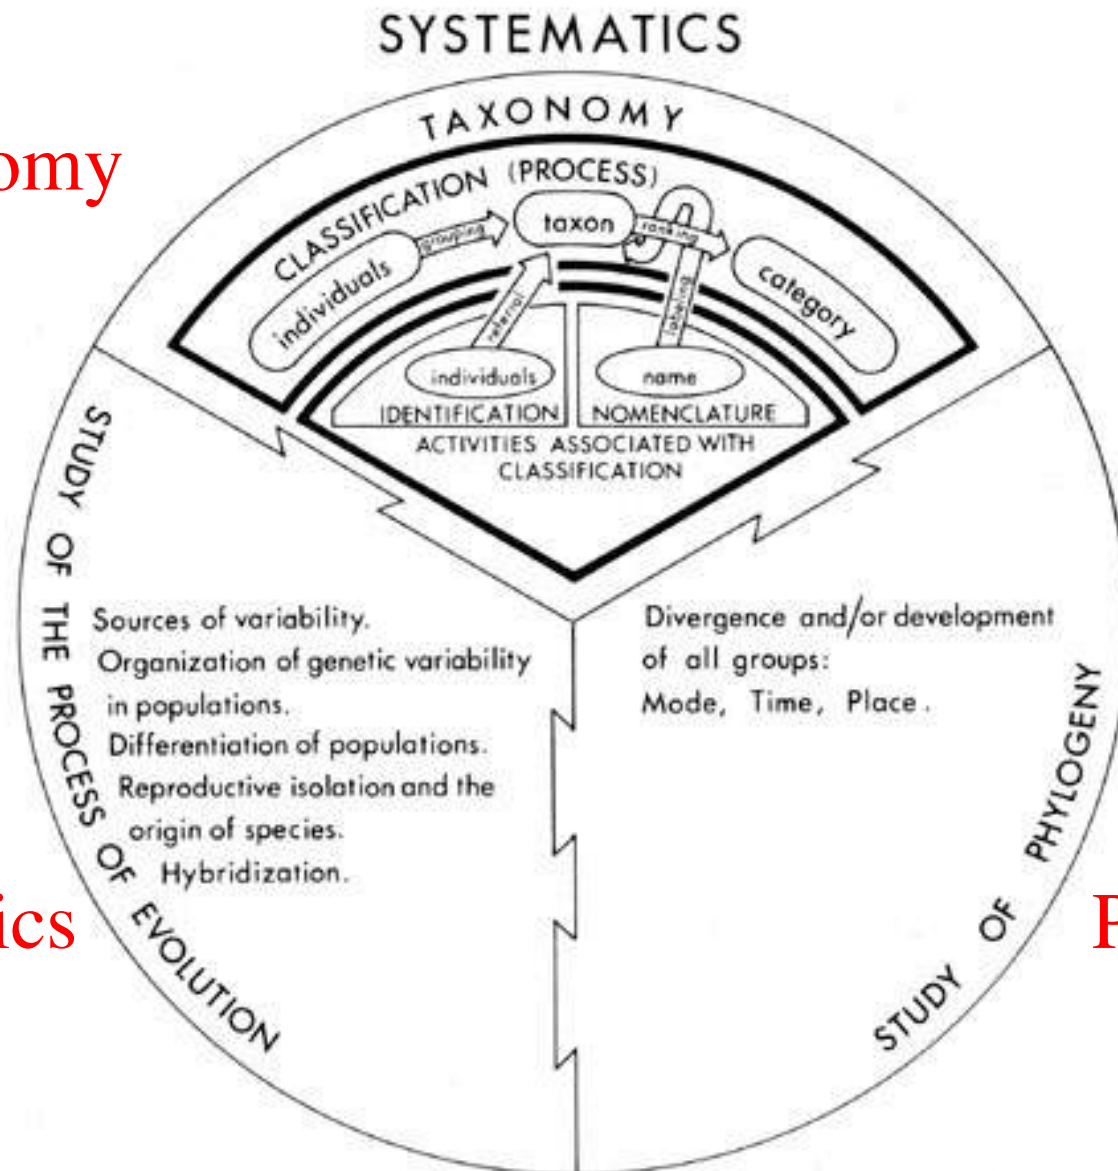 SYSTEMATICS
TAXONOMY
omy
CLASSIFICATION (PROCESS)
individuals
grouping
taxon
ranking
category
referral
labeling
individuals
name
IDENTIFICATION
NOMENCLATURE
ACTIVITIES ASSOCIATED WITH
CLASSIFICATION
STUDY OF THE PROCESS OF EVOLUTION
Sources of variability.
Organization of genetic variability
in populations.
Differentiation of populations.
Reproductive isolation and the
origin of species.
Hybridization.
Divergence and/or development
of all groups:
Mode, Time, Place.
STUDY OF PHYLOGENY
ics
P